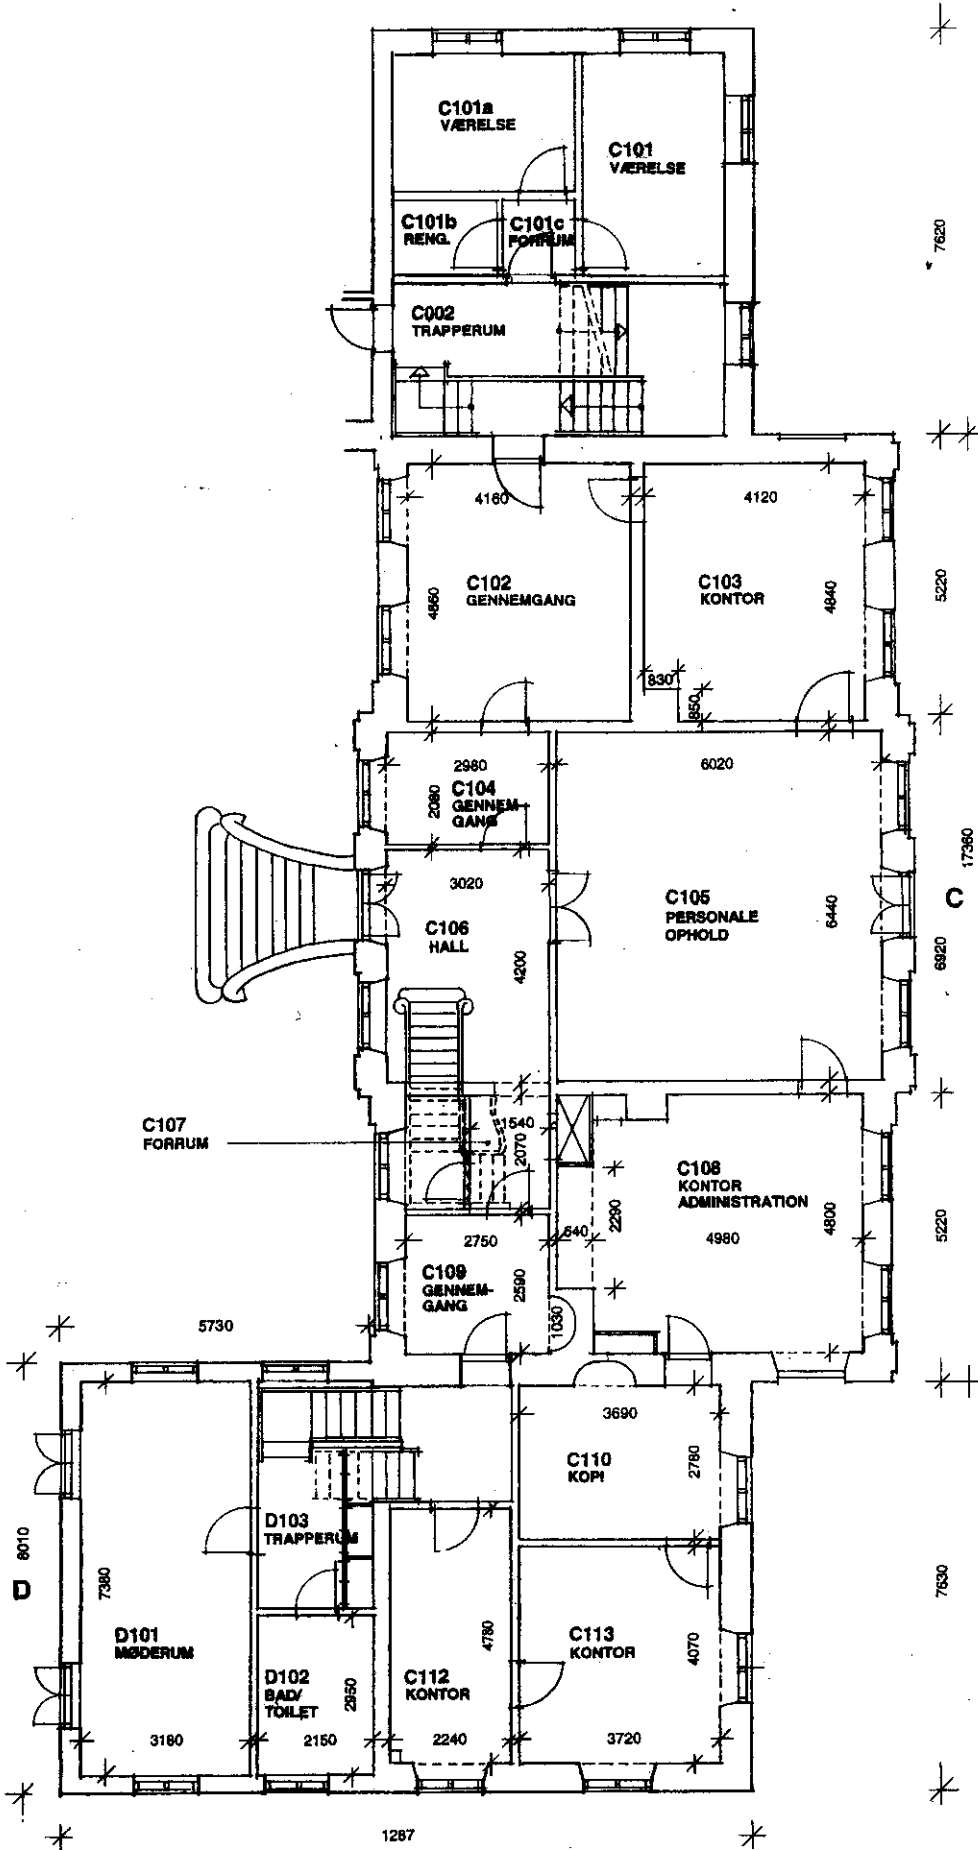 C101a
VÆRELSE
C101
VÆRELSE
C101b
RENG.
C101c
FORRUM
7620
C002
TRAPPERUM
4160
4120
C102
GENNEMGANG
4860
C103
KONTOR
4840
5220
830
850
2980
6020
C104
GENNEM
GANG
2080
17360
3020
C105
PERSONALE
OPHOLD
6440
C
C106
HALL
4200
6920
C107
FORRUM
1540
2070
C108
KONTOR
ADMINISTRATION
2290
4800
5220
2750
640
4980
C109
GENNEM-
GANG
2590
1030
5730
3690
C110
KOPI
2780
D103
TRAPPERUM
8010
D
7380
7630
D101
MØDERUM
4780
C113
KONTOR
4070
D102
BAD/
TOILET
2950
C112
KONTOR
3180
2150
2240
3720
1287